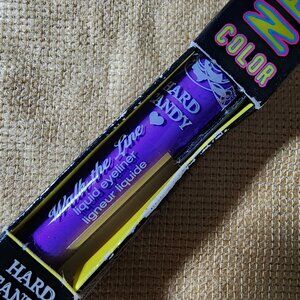 COLOR
HARD
CANDY
Walk the Line
liquid eyeliner
ligneur liquide
HARD
CANDY